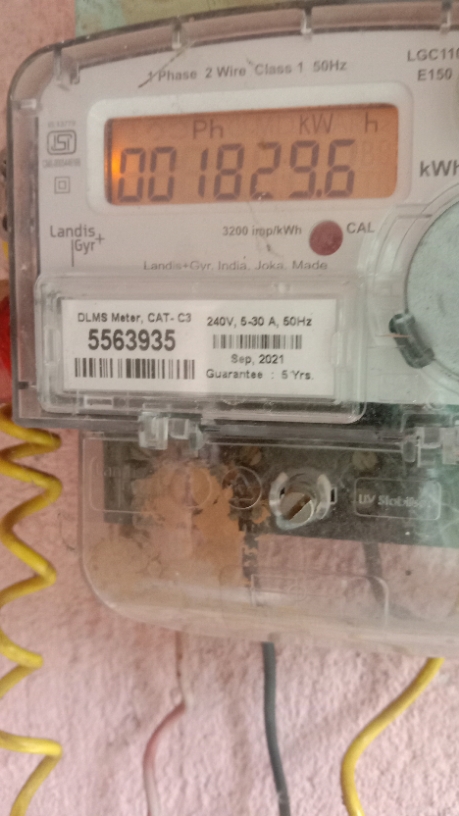 1 Phase 2 Wire Class 1 50Hz
E150
Ph kW h
001829.6
kWh
Landis
Gyr+
3200 imp/kWh
CAL
Landis+Gyr, India, Joka, Made
DLMS Meter, CAT- C3
5563935
240V, 5-30 A, 50Hz
Sep, 2021
Guarantee : 5 Yrs.